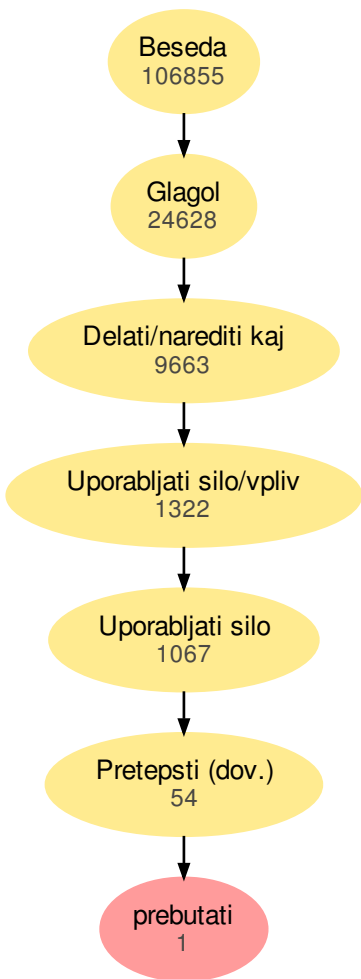 Beseda
106855
Glagol
24628
Delati/narediti kaj
9663
Uporabljati silo/vpliv
1322
Uporabljati silo
1067
Pretepsti (dov.)
54
prebutati
1